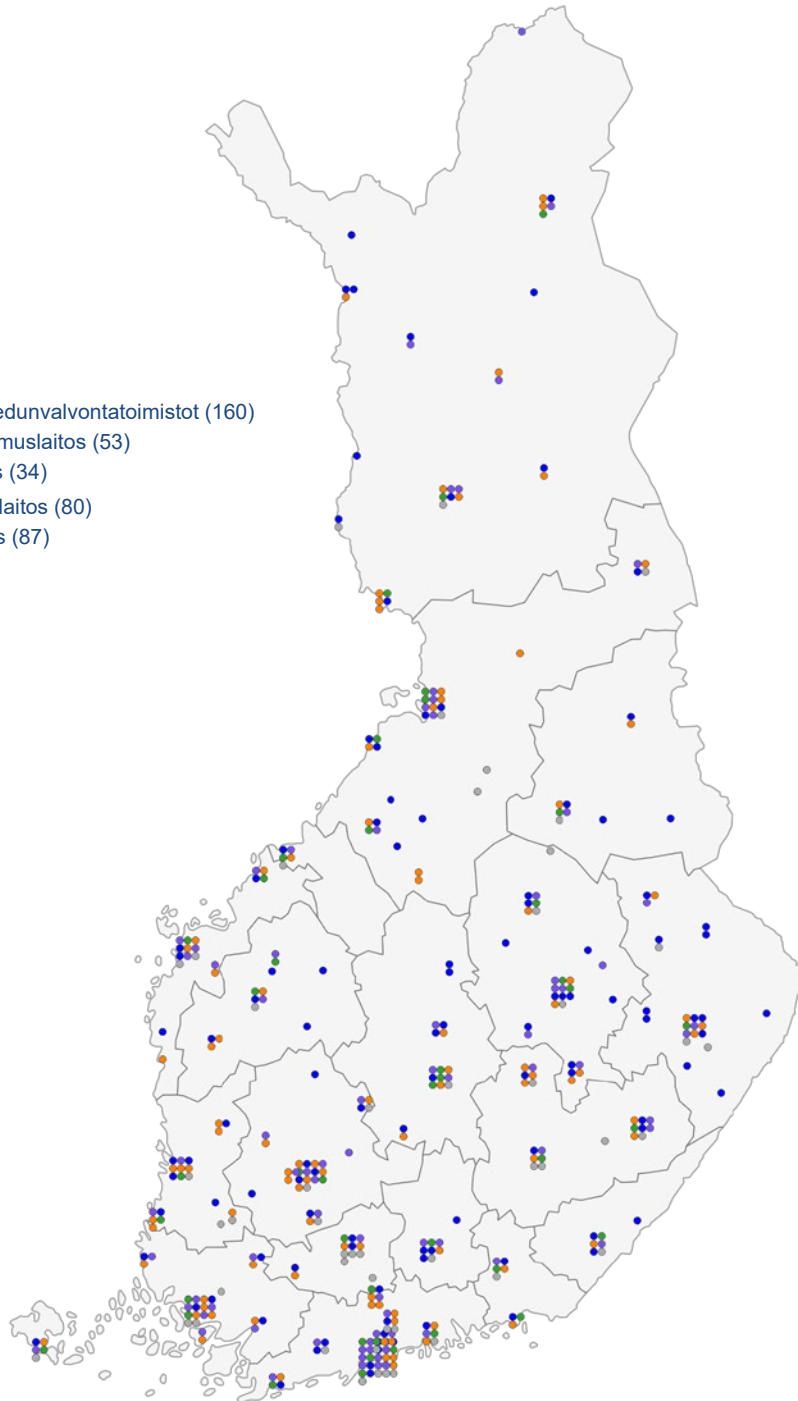 edunvalvontatoimistot (160)
muslaitos (53)
s (34)
laitos (80)
s (87)